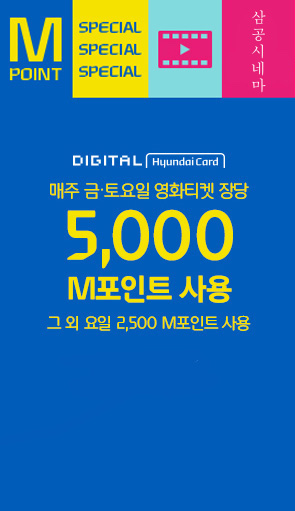 M
POINT
SPECIAL
SPECIAL
SPECIAL
삼공시네마
DIGITAL Hyundai Card
매주 금·토요일 영화티켓 장당
5,000
M포인트 사용
그 외 요일 2,500 M포인트 사용